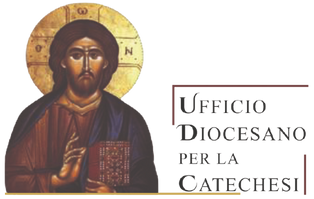 Ufficio
Diocesano
per la
Catechesi